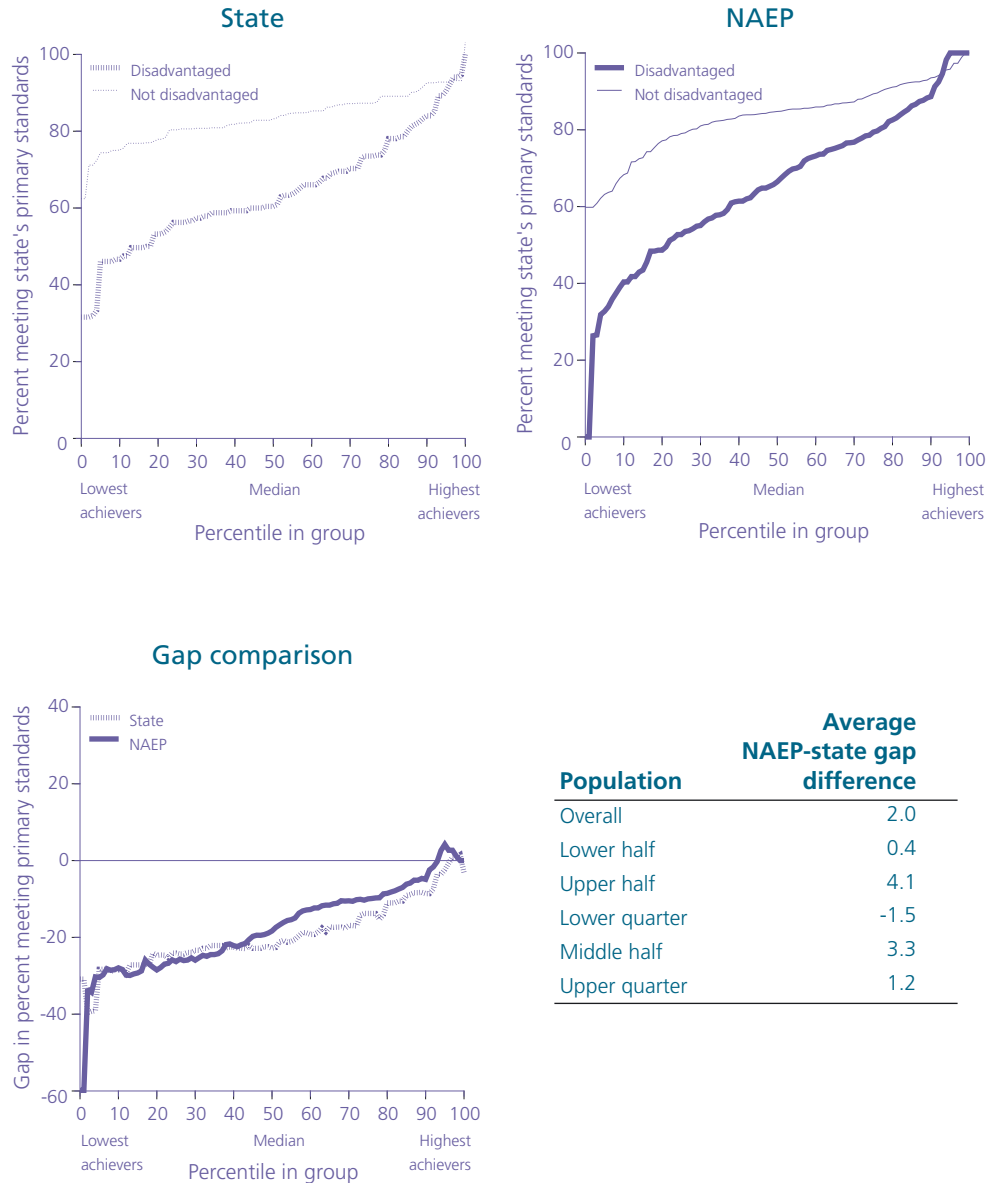 State
Percent meeting state's primary standards
100
80
60
40
20
0
Disadvantaged
Not disadvantaged
0 10 20 30 40 50 60 70 80 90 100
Lowest achievers
Median
Highest achievers
Percentile in group
NAEP
Percent meeting state's primary standards
100
80
60
40
20
0
Disadvantaged
Not disadvantaged
0 10 20 30 40 50 60 70 80 90 100
Lowest achievers
Median
Highest achievers
Percentile in group
Gap comparison
Gap in percent meeting primary standards
40
20
0
-20
-40
-60
State
NAEP
0 10 20 30 40 50 60 70 80 90 100
Lowest achievers
Median
Highest achievers
Percentile in group
Population Average NAEP-state gap difference
Overall 2.0
Lower half 0.4
Upper half 4.1
Lower quarter -1.5
Middle half 3.3
Upper quarter 1.2